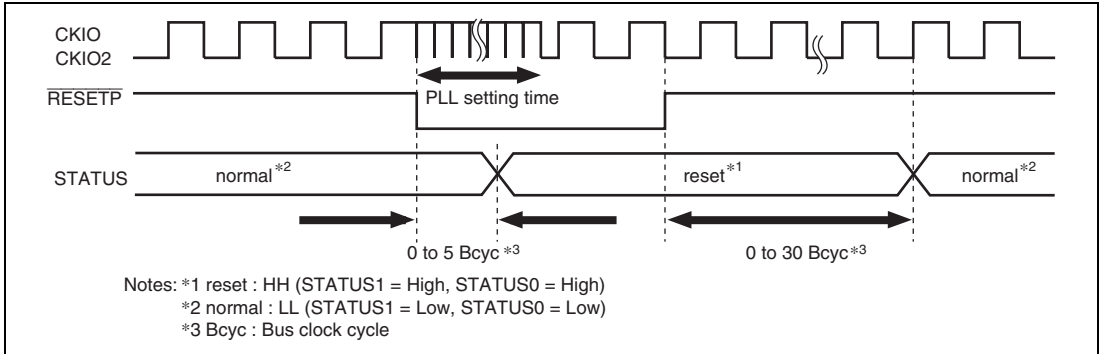 CKIO
CKIO2
RESETP
PLL setting time
STATUS
normal*2
reset*1
normal*2
0 to 5 Bcyc *3
0 to 30 Bcyc*3
Notes: *1 reset : HH (STATUS1 = High, STATUS0 = High)
*2 normal : LL (STATUS1 = Low, STATUS0 = Low)
*3 Bcyc : Bus clock cycle